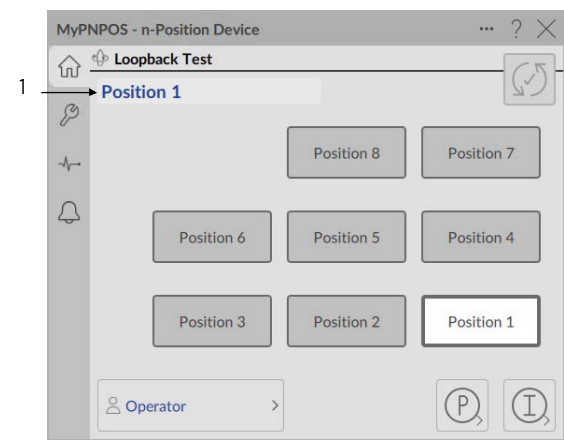 MyPNPOS - n-Position Device ... ?
Loopback Test
1
Position 1
Position 8 Position 7
Position 6 Position 5 Position 4
Position 3 Position 2 Position 1
Operator >
P I